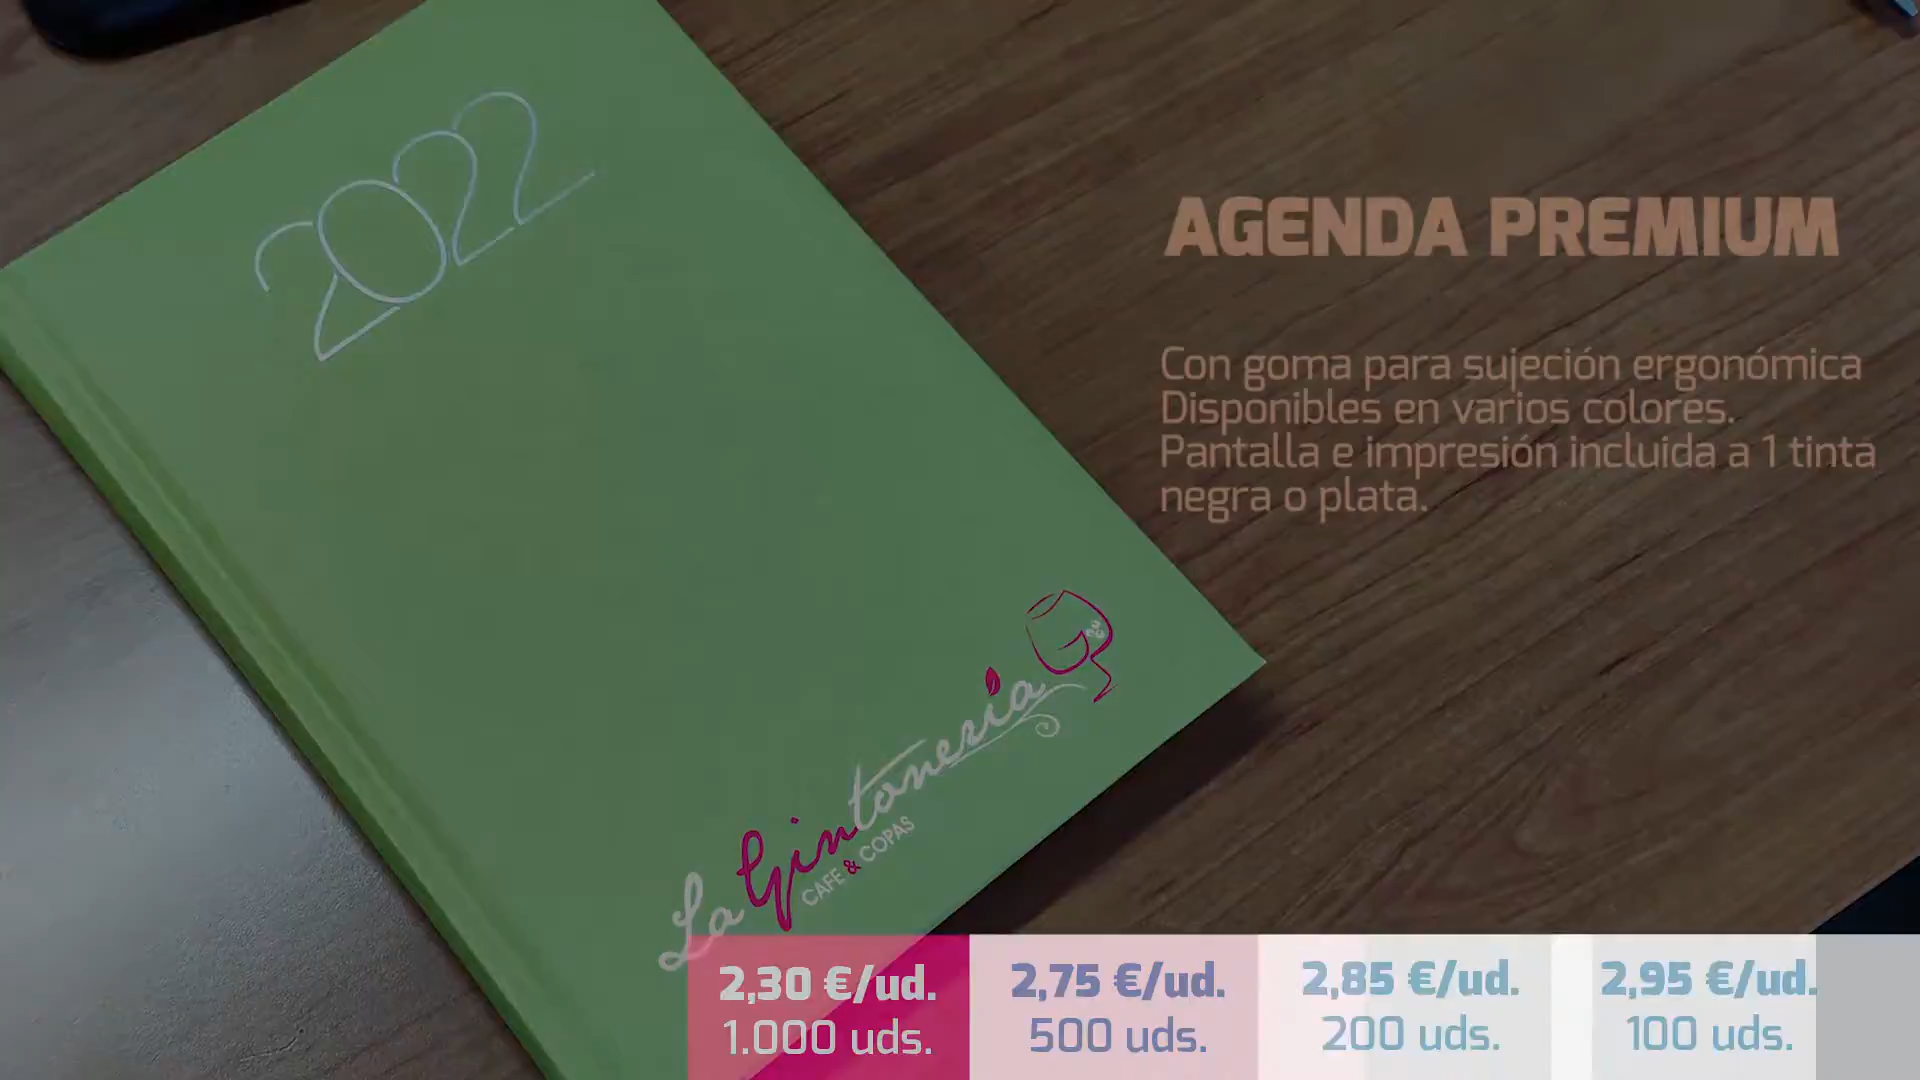 2022
AGENDA PREMIUM
Con goma para sujeción ergonómica
Disponibles en varios colores.
Pantalla e impresión incluida a 1 tinta
negra o plata.
La Gintonería
CAFE & COPAS
2,30 €/ud.
1.000 uds.
2,75 €/ud.
500 uds.
2,85 €/ud.
200 uds.
2,95 €/ud.
100 uds.